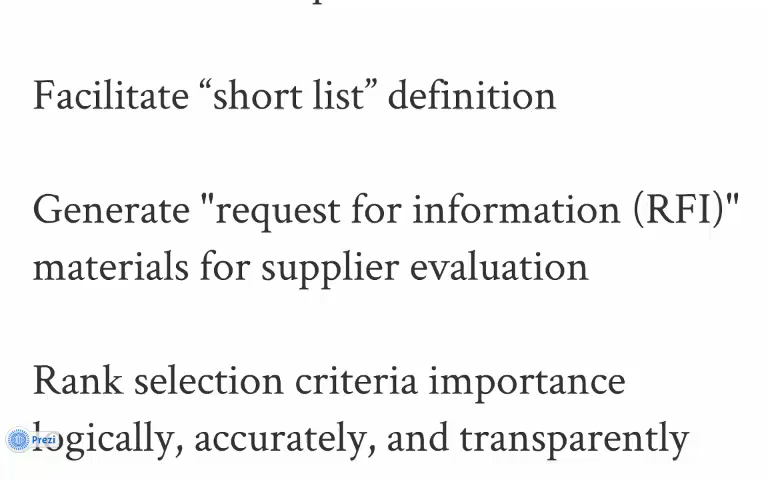 Facilitate “short list” definition
Generate "request for information (RFI)"
materials for supplier evaluation
Rank selection criteria importance
logically, accurately, and transparently
Prezi